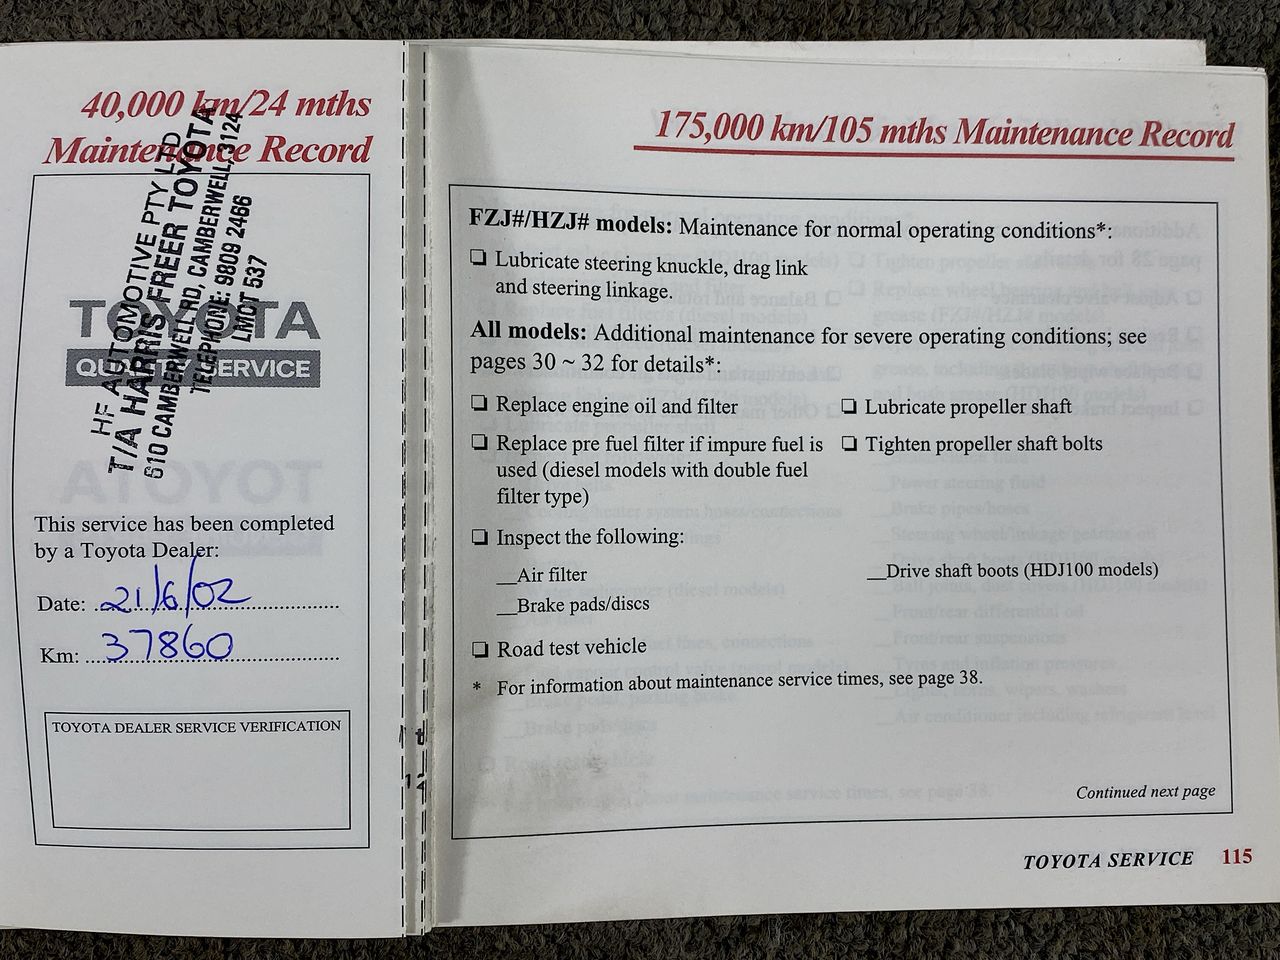 40,000 km/24 mths
Maintenance Record
HF AUTOMOTIVE PTY LTD
T/A HARRIS FREER TOYOTA
610 CAMBERWELL RD, CAMBERWELL, 3124
TELEPHONE: 9809 2466
LMCT 537
TOYOTA
QUALITY SERVICE
This service has been completed
by a Toyota Dealer:
Date: 21/6/02
Km: 37860
TOYOTA DEALER SERVICE VERIFICATION
175,000 km/105 mths Maintenance Record
FZJ#/HZJ# models: Maintenance for normal operating conditions*:
❏ Lubricate steering knuckle, drag link
and steering linkage.
All models: Additional maintenance for severe operating conditions; see
pages 30 ~ 32 for details*:
❏ Replace engine oil and filter
❏ Replace pre fuel filter if impure fuel is
used (diesel models with double fuel
filter type)
❏ Lubricate propeller shaft
❏ Tighten propeller shaft bolts
❏ Inspect the following:
__Air filter
__Brake pads/discs
__Drive shaft boots (HDJ100 models)
❏ Road test vehicle
* For information about maintenance service times, see page 38.
Continued next page
TOYOTA SERVICE 115